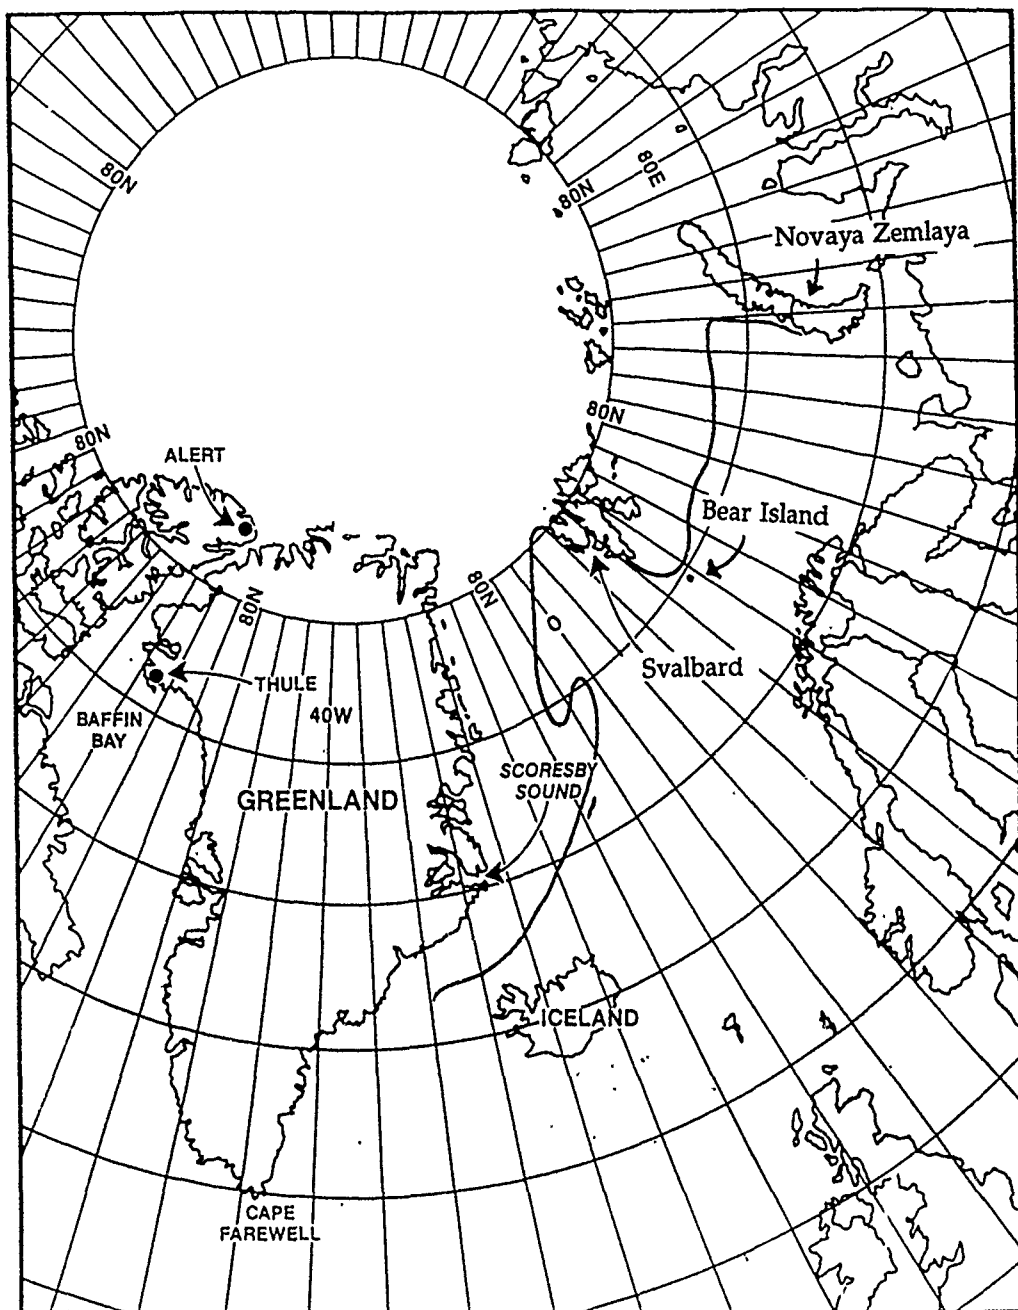 80N
80N
80E
Novaya Zemlaya
80N
80N
ALERT
Bear Island
80N
80N
Svalbard
THULE
40W
BAFFIN
BAY
SCORESBY
SOUND
GREENLAND
ICELAND
CAPE
FAREWELL